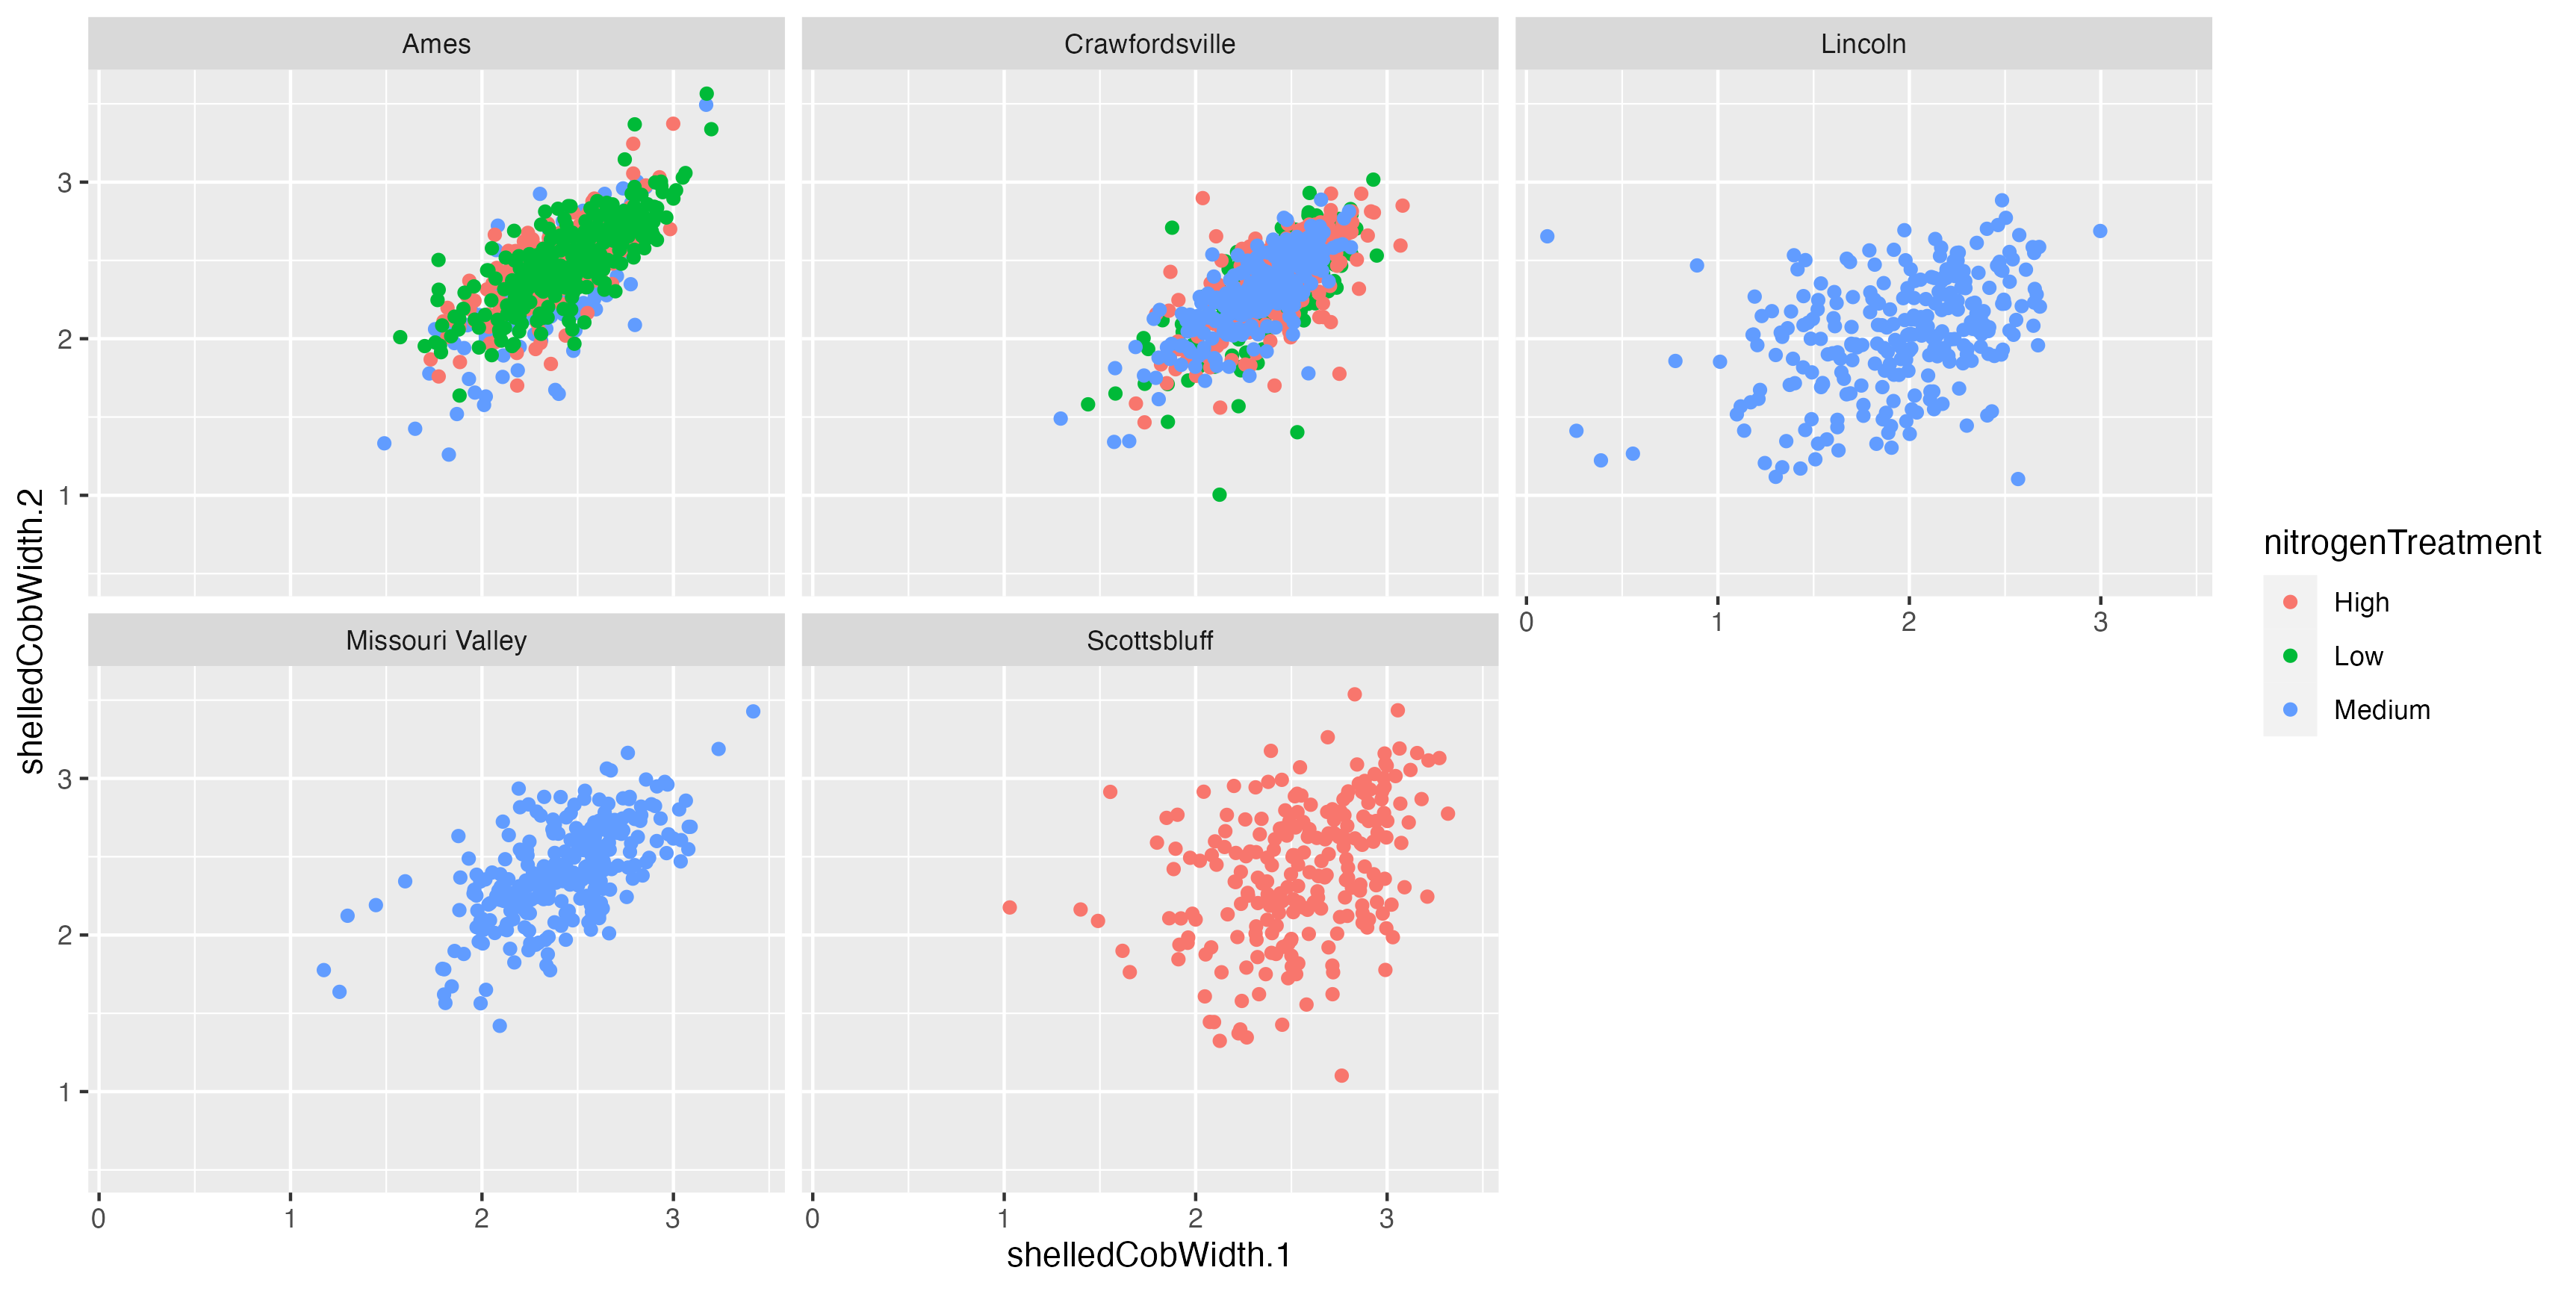 Ames
Crawfordsville
Lincoln
3
2
1
0 1 2 3
shelledCobWidth.2
nitrogenTreatment
High
Low
Medium
Missouri Valley
Scottsbluff
3
2
1
0 1 2 3
0 1 2 3
shelledCobWidth.1